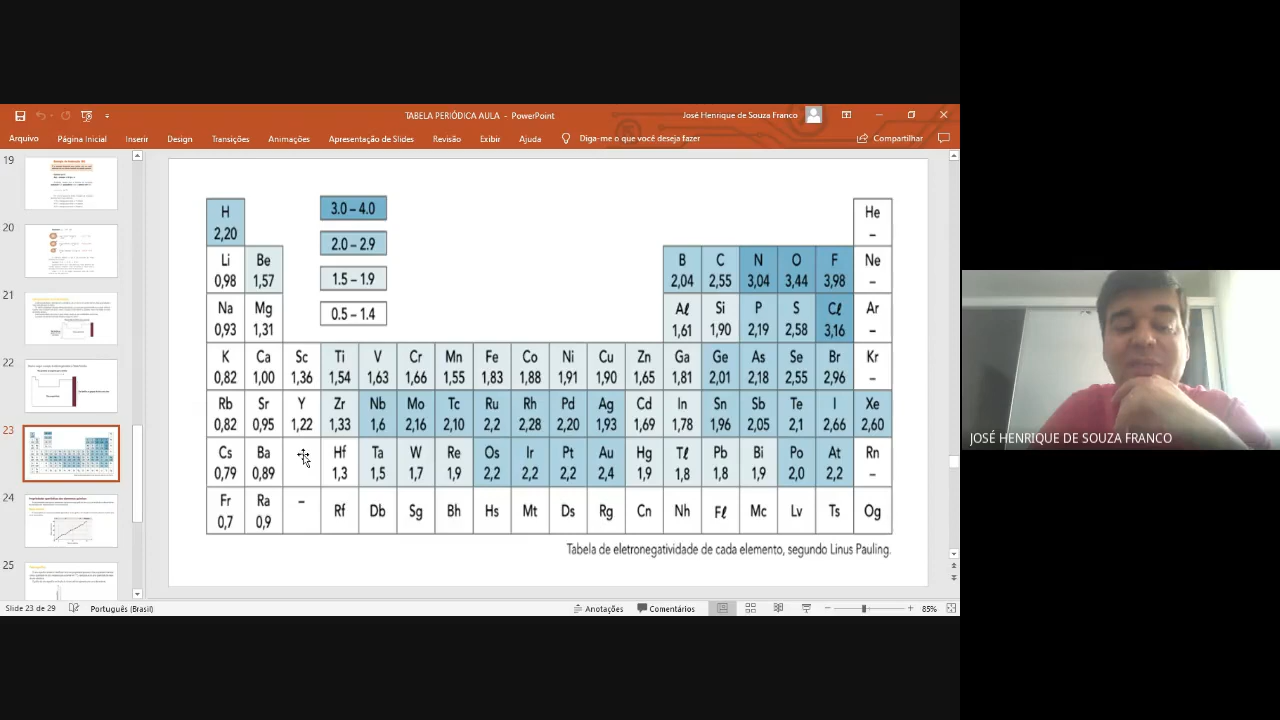 TABELA PERIÓDICA AULA - PowerPoint
José Henrique de Souza Franco
Arquivo Página Inicial Inserir Design Transições Animações Apresentação de Slides Revisão Exibir Ajuda Diga-me o que você deseja fazer Compartilhar
19
20
21
22
23
24
25
3.0 – 4.0
2.0 – 2.9
1.5 – 1.9
0.5 – 1.4
H He
2,20 –
Li Be B C N O F Ne
0,98 1,57 2,04 2,55 3,04 3,44 3,98 –
Na Mg Aℓ Si P S Cℓ Ar
0,93 1,31 1,61 1,90 2,19 2,58 3,16 –
K Ca Sc Ti V Cr Mn Fe Co Ni Cu Zn Ga Ge As Se Br Kr
0,82 1,00 1,36 1,54 1,63 1,66 1,55 1,83 1,88 1,91 1,90 1,65 1,81 2,01 2,18 2,55 2,96 –
Rb Sr Y Zr Nb Mo Tc Ru Rh Pd Ag Cd In Sn Sb Te I Xe
0,82 0,95 1,22 1,33 1,6 2,16 2,10 2,2 2,28 2,20 1,93 1,69 1,78 1,96 2,05 2,1 2,66 2,60
Cs Ba Hf Ta W Re Os Ir Pt Au Hg Tℓ Pb Bi Po At Rn
0,79 0,89 1,3 1,5 1,7 1,9 2,2 2,2 2,2 2,4 1,9 1,8 1,8 1,9 2,0 2,2 –
Fr Ra – Rf Db Sg Bh Hs Mt Ds Rg Cn Nh Fℓ Mc Lv Ts Og
0,7 0,9
Tabela de eletronegatividade de cada elemento, segundo Linus Pauling.
JOSÉ HENRIQUE DE SOUZA FRANCO
Slide 23 de 29 Português (Brasil) Anotações Comentários 85%